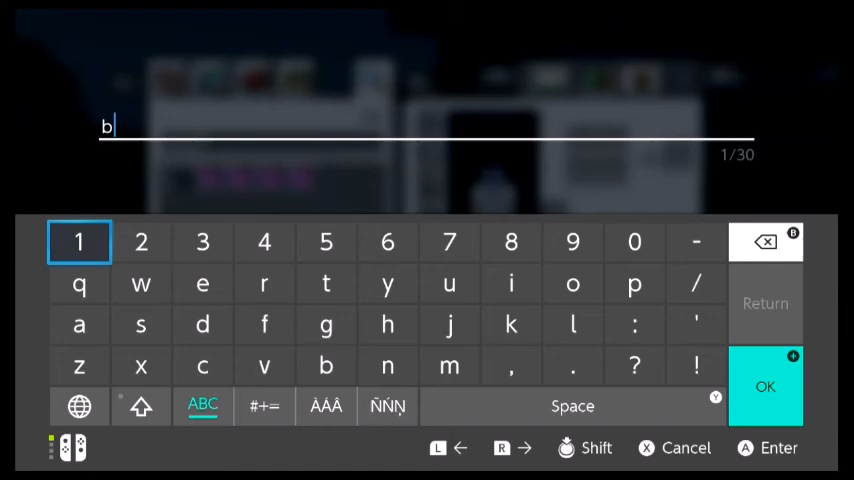 b
1/30
1 2 3 4 5 6 7 8 9 0 -
q w e r t y u i o p /
Return
a s d f g h j k l : '
z x c v b n m , . ? !
OK
ABC #+= ÀÁÂ ÑŃŅ Space
L ← R → Shift X Cancel A Enter